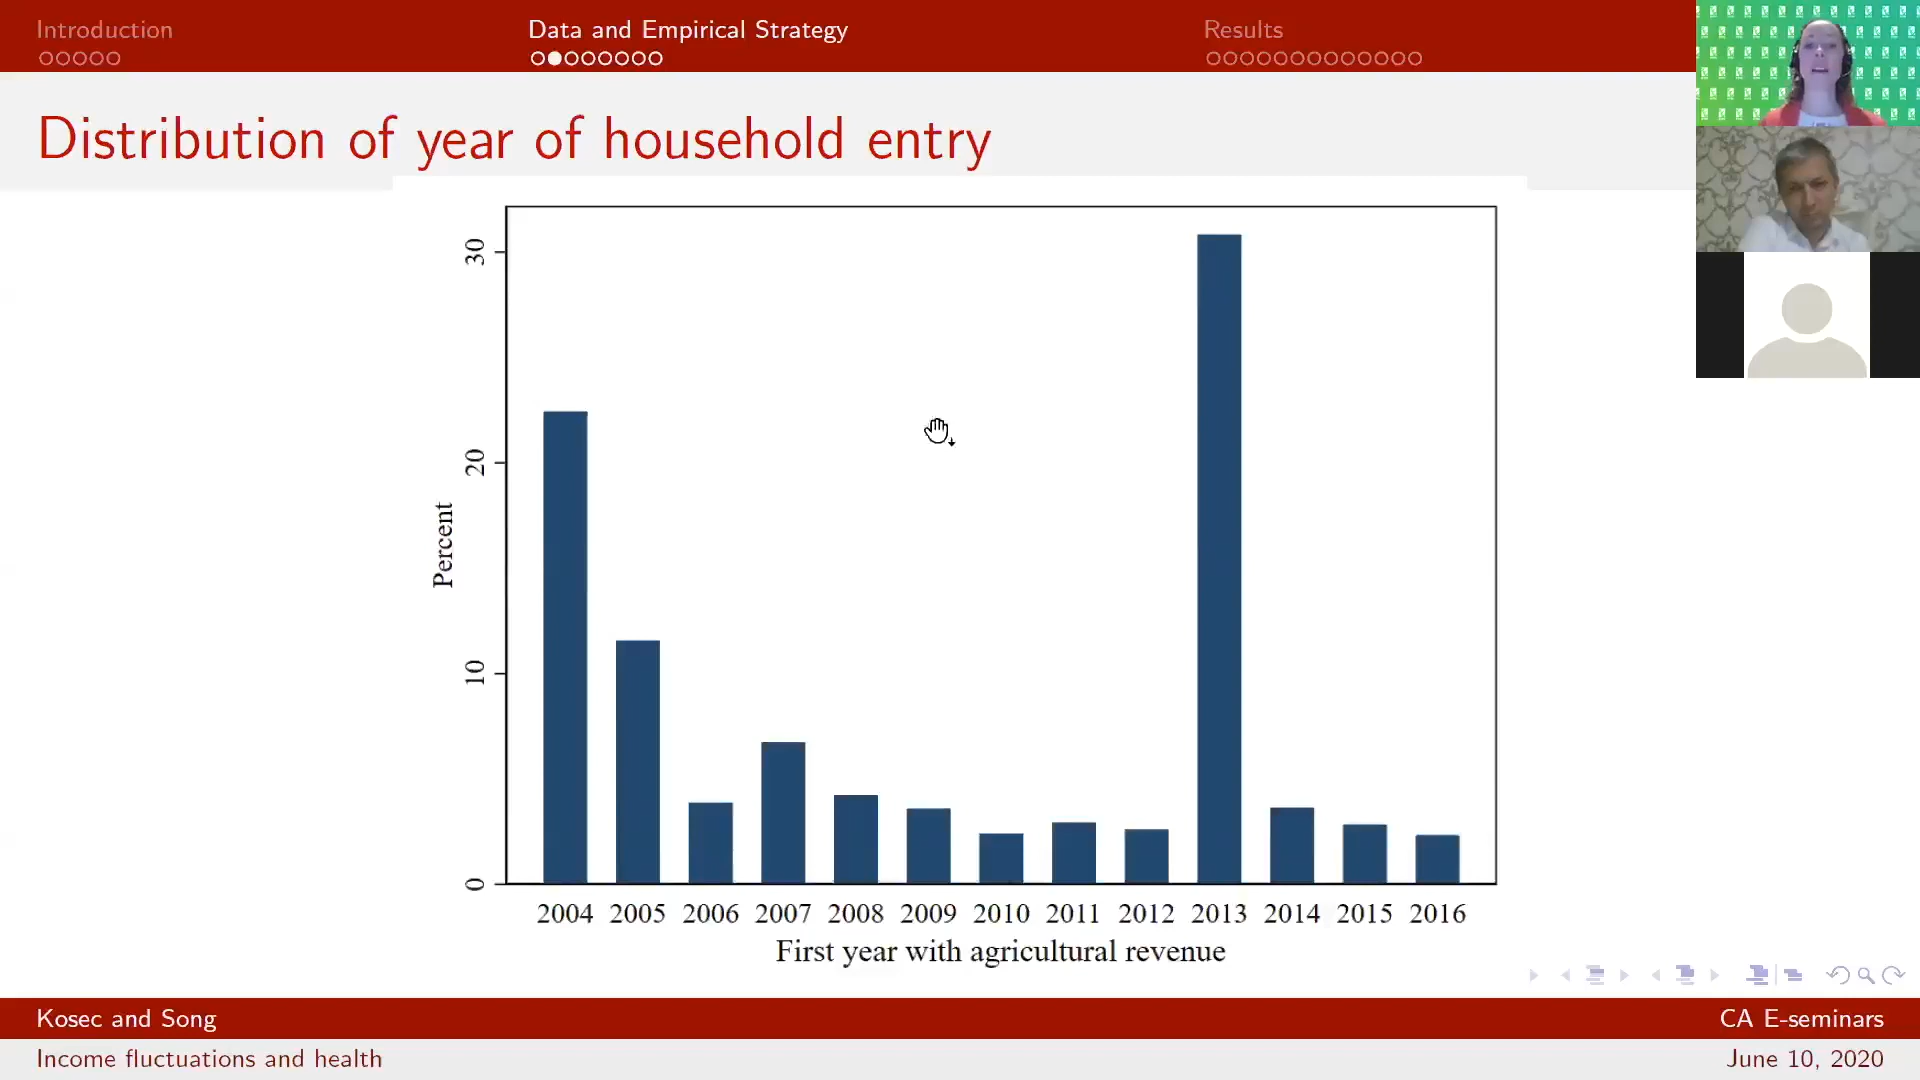 Introduction
Data and Empirical Strategy
Results
Distribution of year of household entry
30
20
10
0
Percent
2004 2005 2006 2007 2008 2009 2010 2011 2012 2013 2014 2015 2016
First year with agricultural revenue
Kosec and Song
CA E-seminars
Income fluctuations and health
June 10, 2020